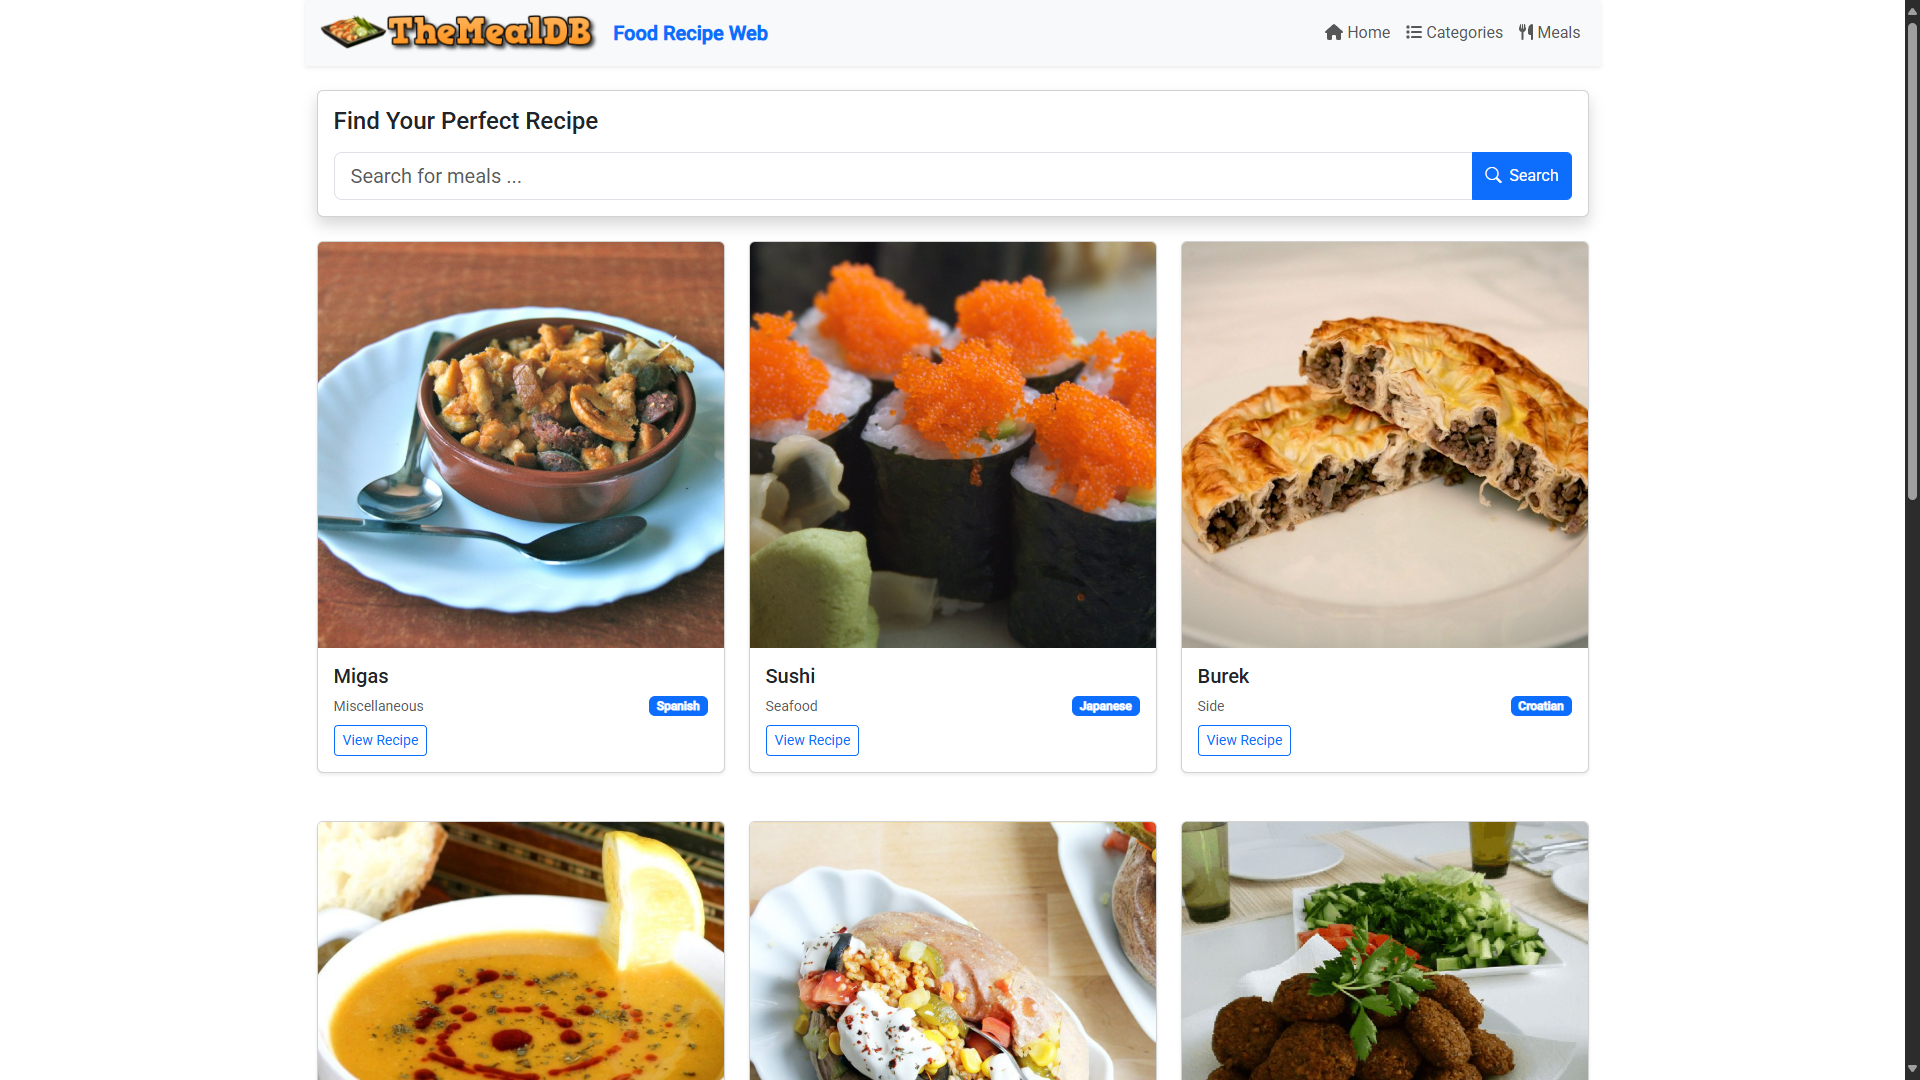 TheMealDB Food Recipe Web Home Categories Meals
Find Your Perfect Recipe
Search for meals ... Search
Migas
Miscellaneous Spanish
View Recipe
Sushi
Seafood Japanese
View Recipe
Burek
Side Croatian
View Recipe